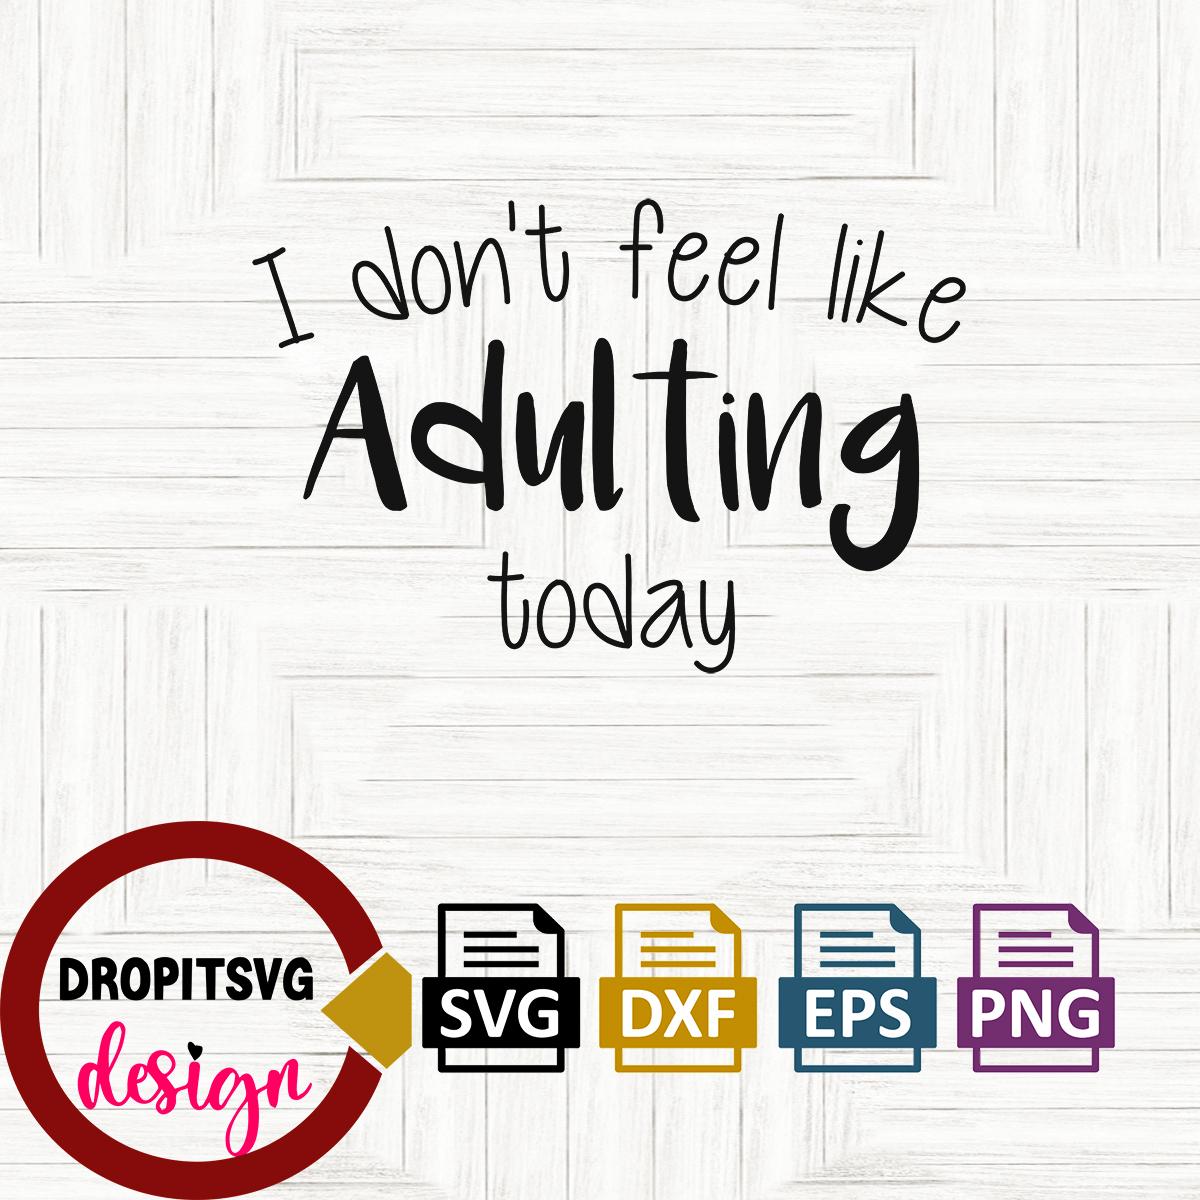 I don't feel like
Adulting
today
DROPITSVG
design
SVG
DXF
EPS
PNG